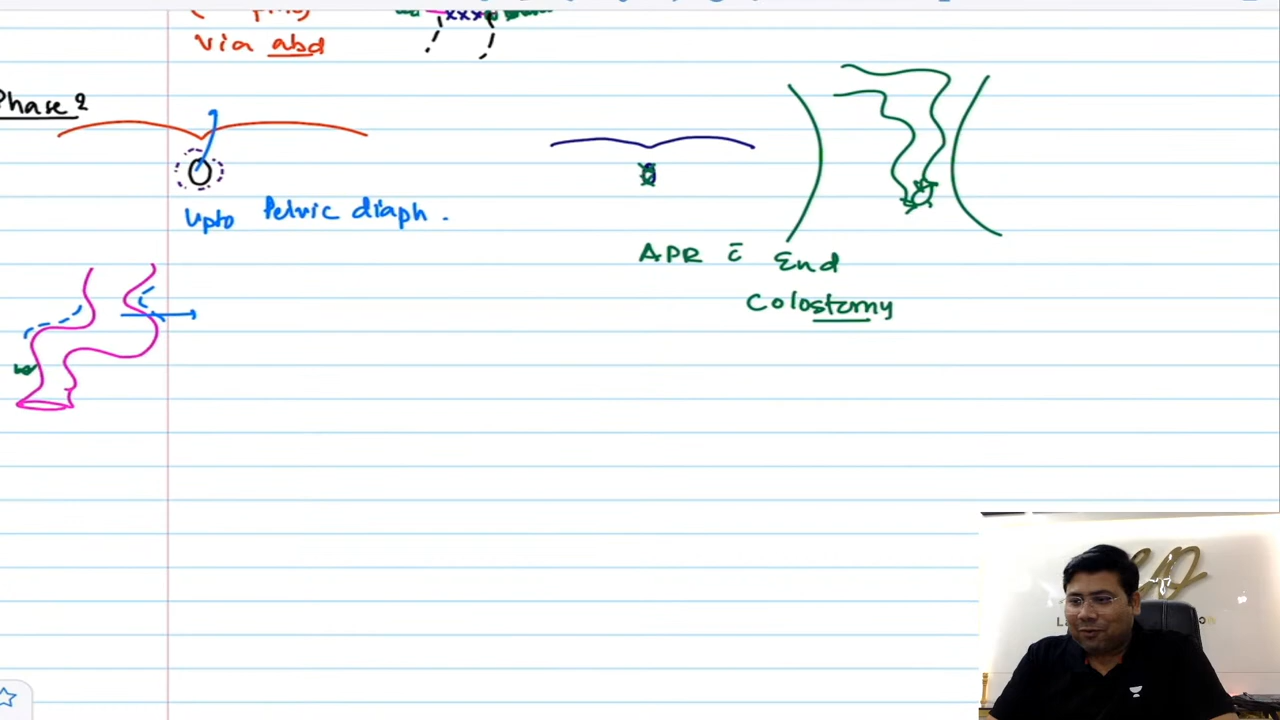 via abd
Phase 2
upto Pelvic diaph.
APR c̄ End
Colostomy